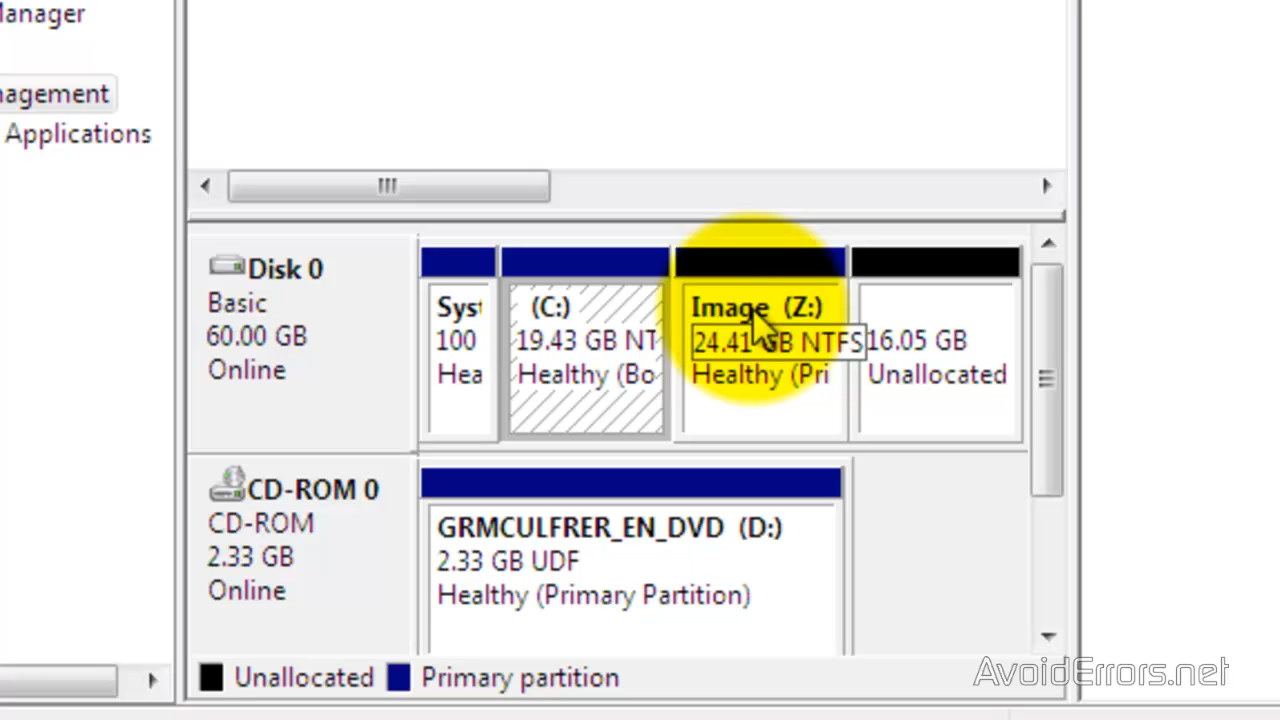 Manager
nagement
Applications
Disk 0
Basic
60.00 GB
Online
Syst
100
Hea
(C:)
19.43 GB NT
Healthy (Bo
Image (Z:)
24.41 GB NTFS
Healthy (Pri
16.05 GB
Unallocated
CD-ROM 0
CD-ROM
2.33 GB
Online
GRMCULFRER_EN_DVD (D:)
2.33 GB UDF
Healthy (Primary Partition)
Unallocated Primary partition
AvoidErrors.net